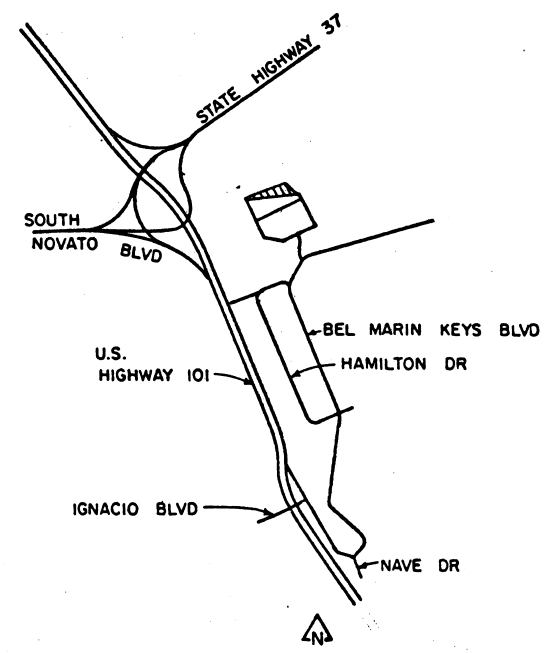 STATE HIGHWAY 37
SOUTH
NOVATO BLVD
BEL MARIN KEYS BLVD
U.S.
HIGHWAY 101
HAMILTON DR
IGNACIO BLVD
NAVE DR
N